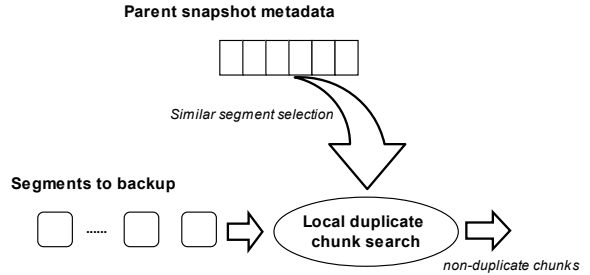 Parent snapshot metadata
Similar segment selection
Segments to backup
......
Local duplicate
chunk search
non-duplicate chunks